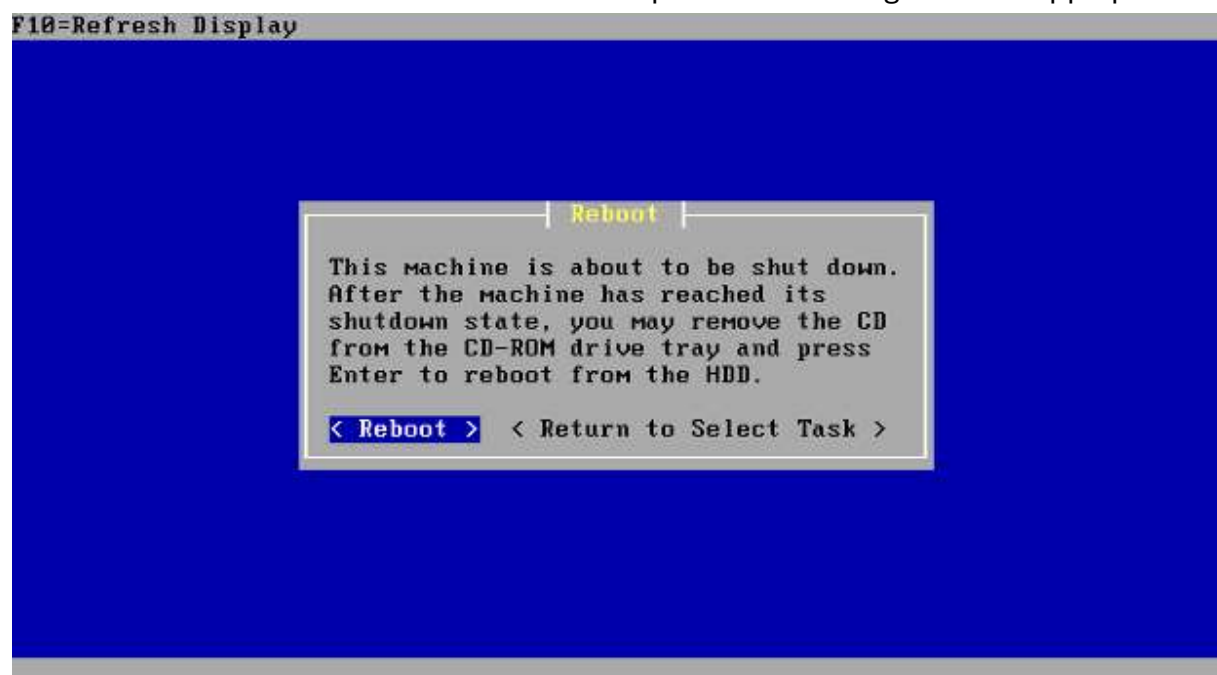 F10=Refresh Display
Reboot
This machine is about to be shut down.
After the machine has reached its
shutdown state, you may remove the CD
from the CD-ROM drive tray and press
Enter to reboot from the HDD.
< Reboot > < Return to Select Task >